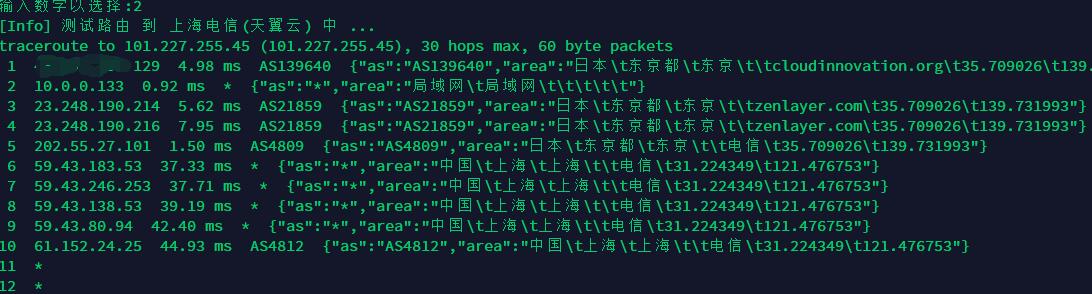 输入数字以选择:2
[Info] 测试路由 到 上海电信(天翼云) 中 ...
traceroute to 101.227.255.45 (101.227.255.45), 30 hops max, 60 byte packets
1 129 4.98 ms AS139640 {"as":"AS139640","area":"日本\t东京都\t东京\t\tcloudinnovation.org\t35.709026\t139.
2 10.0.0.133 0.92 ms * {"as":"*","area":"局域网\t局域网\t\t\t\t\t"}
3 23.248.190.214 5.62 ms AS21859 {"as":"AS21859","area":"日本\t东京都\t东京\t\tzenlayer.com\t35.709026\t139.731993"}
4 23.248.190.216 7.95 ms AS21859 {"as":"AS21859","area":"日本\t东京都\t东京\t\tzenlayer.com\t35.709026\t139.731993"}
5 202.55.27.101 1.50 ms AS4809 {"as":"AS4809","area":"日本\t东京都\t东京\t\t电信\t35.709026\t139.731993"}
6 59.43.183.53 37.33 ms * {"as":"*","area":"中国\t上海\t上海\t\t电信\t31.224349\t121.476753"}
7 59.43.246.253 37.71 ms * {"as":"*","area":"中国\t上海\t上海\t\t电信\t31.224349\t121.476753"}
8 59.43.138.53 39.19 ms * {"as":"*","area":"中国\t上海\t上海\t\t电信\t31.224349\t121.476753"}
9 59.43.80.94 42.40 ms * {"as":"*","area":"中国\t上海\t上海\t\t电信\t31.224349\t121.476753"}
10 61.152.24.25 44.93 ms AS4812 {"as":"AS4812","area":"中国\t上海\t上海\t\t电信\t31.224349\t121.476753"}
11 *
12 *